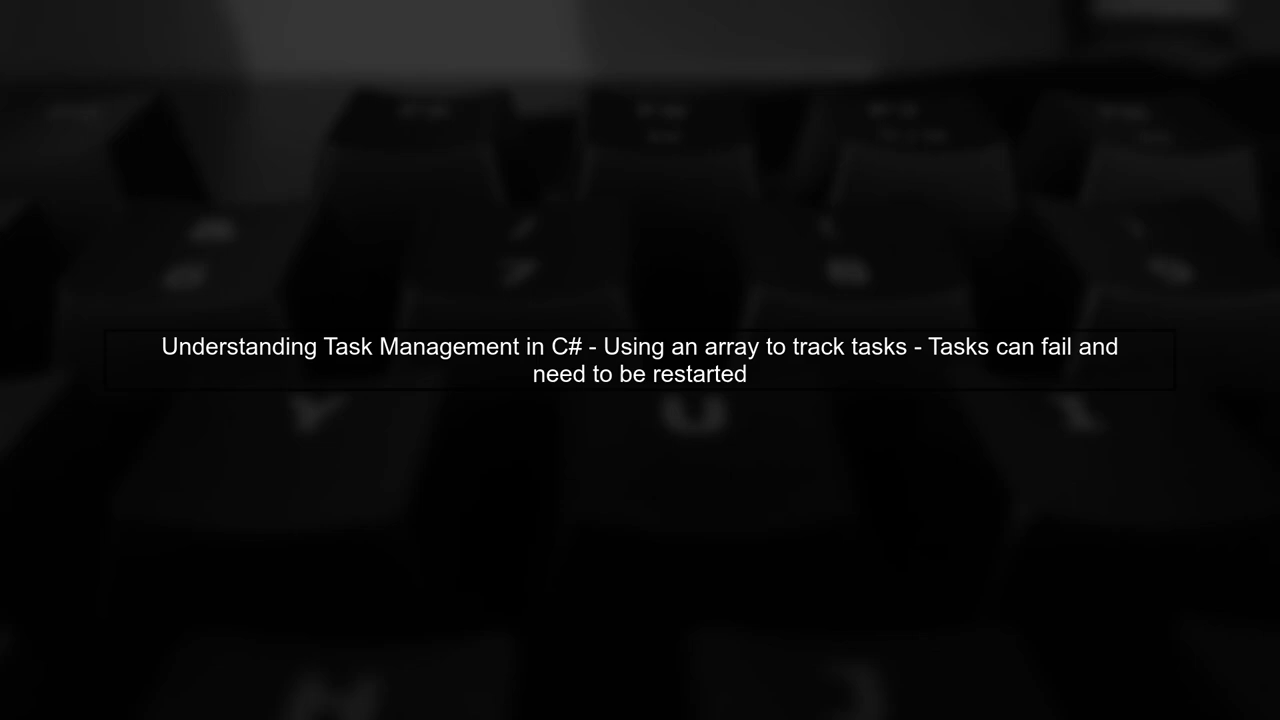 Understanding Task Management in C# - Using an array to track tasks - Tasks can fail and
need to be restarted